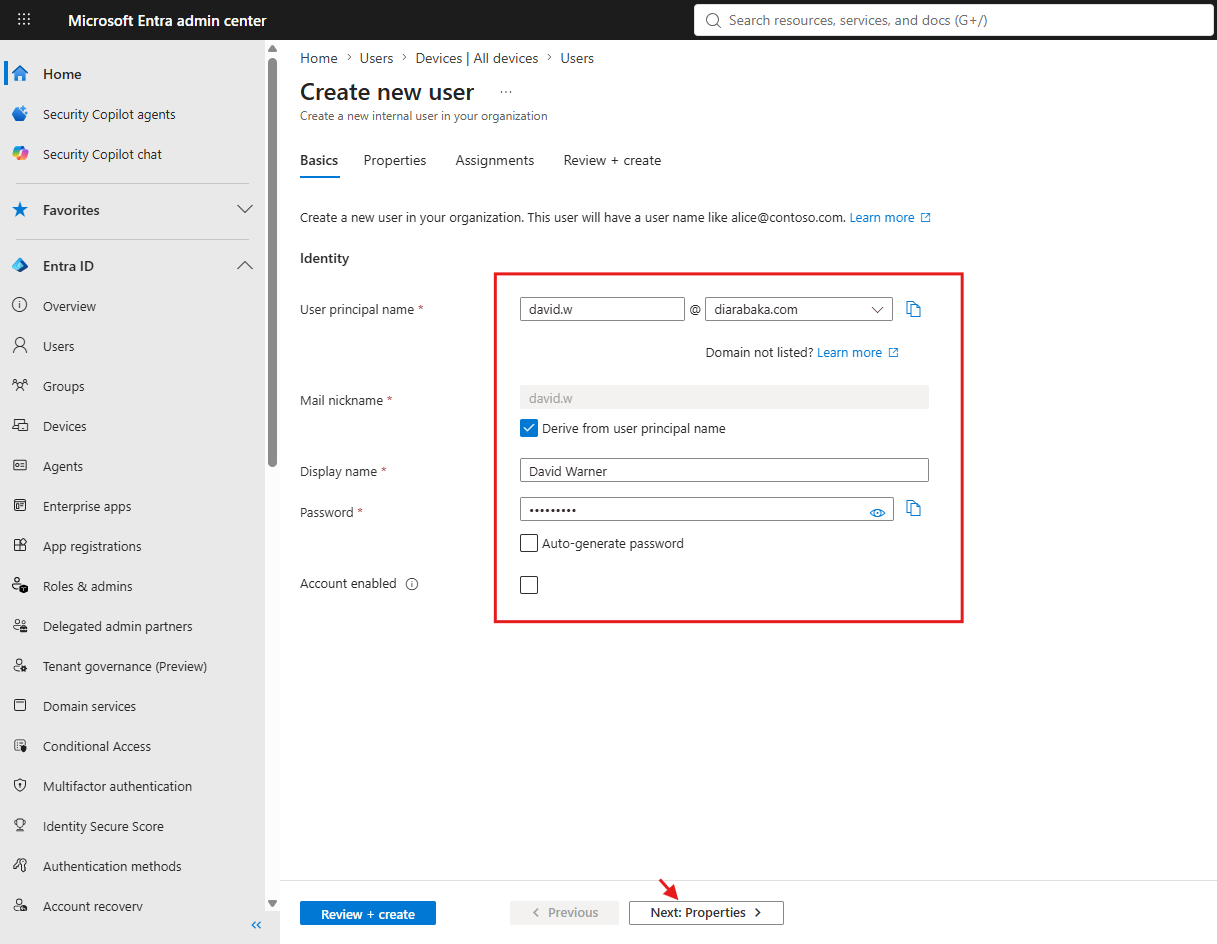 Microsoft Entra admin center
Search resources, services, and docs (G+/)
Home
Security Copilot agents
Security Copilot chat
Favorites
Entra ID
Overview
Users
Groups
Devices
Agents
Enterprise apps
App registrations
Roles & admins
Delegated admin partners
Tenant governance (Preview)
Domain services
Conditional Access
Multifactor authentication
Identity Secure Score
Authentication methods
Account recovery
«
Home > Users > Devices | All devices > Users
Create new user ...
Create a new internal user in your organization
Basics Properties Assignments Review + create
Create a new user in your organization. This user will have a user name like alice@contoso.com. Learn more
Identity
User principal name * david.w @ diarabaka.com
Domain not listed? Learn more
Mail nickname * david.w
Derive from user principal name
Display name * David Warner
Password * •••••••••
Auto-generate password
Account enabled
Review + create < Previous Next: Properties >